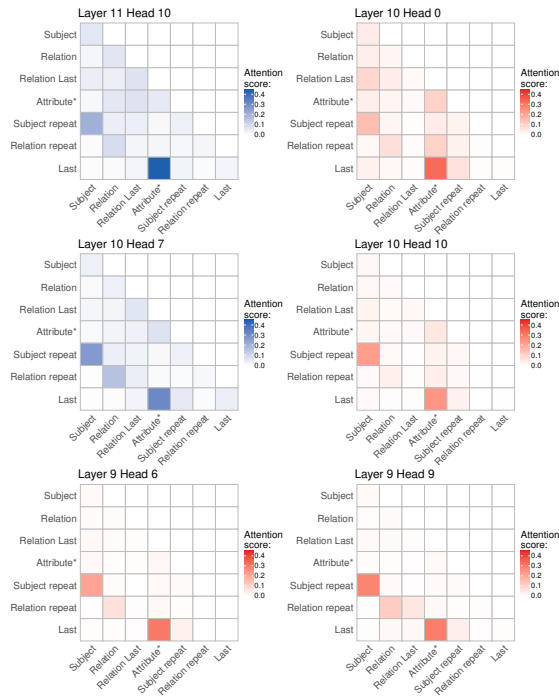 Layer 11 Head 10
Subject
Relation
Relation Last
Attribute*
Subject repeat
Relation repeat
Last
Subject
Relation
Relation Last
Attribute*
Subject repeat
Relation repeat
Last
Attention
score:
0.4
0.3
0.2
0.1
0.0
Layer 10 Head 0
Subject
Relation
Relation Last
Attribute*
Subject repeat
Relation repeat
Last
Subject
Relation
Relation Last
Attribute*
Subject repeat
Relation repeat
Last
Attention
score:
0.4
0.3
0.2
0.1
0.0
Layer 10 Head 7
Subject
Relation
Relation Last
Attribute*
Subject repeat
Relation repeat
Last
Subject
Relation
Relation Last
Attribute*
Subject repeat
Relation repeat
Last
Attention
score:
0.4
0.3
0.2
0.1
0.0
Layer 10 Head 10
Subject
Relation
Relation Last
Attribute*
Subject repeat
Relation repeat
Last
Subject
Relation
Relation Last
Attribute*
Subject repeat
Relation repeat
Last
Attention
score:
0.4
0.3
0.2
0.1
0.0
Layer 9 Head 6
Subject
Relation
Relation Last
Attribute*
Subject repeat
Relation repeat
Last
Subject
Relation
Relation Last
Attribute*
Subject repeat
Relation repeat
Last
Attention
score:
0.4
0.3
0.2
0.1
0.0
Layer 9 Head 9
Subject
Relation
Relation Last
Attribute*
Subject repeat
Relation repeat
Last
Subject
Relation
Relation Last
Attribute*
Subject repeat
Relation repeat
Last
Attention
score:
0.4
0.3
0.2
0.1
0.0